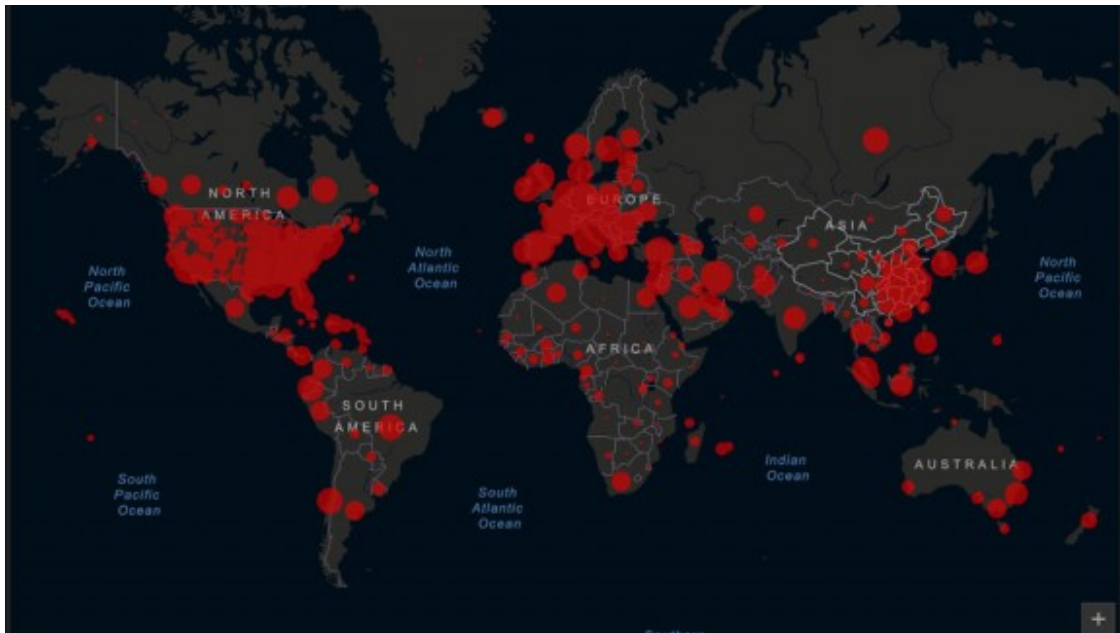 NORTH
AMERICA
EUROPE
ASIA
North
Pacific
Ocean
North
Atlantic
Ocean
North
Pacific
Ocean
AFRICA
SOUTH
AMERICA
South
Pacific
Ocean
South
Atlantic
Ocean
Indian
Ocean
AUSTRALIA
+